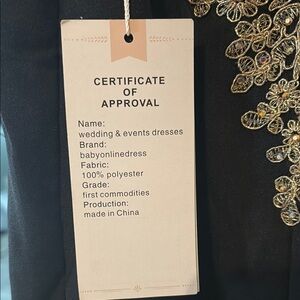 CERTIFICATE
OF
APPROVAL
Name:
wedding & events dresses
Brand:
babyonlinedress
Fabric:
100% polyester
Grade:
first commodities
Production:
made in China